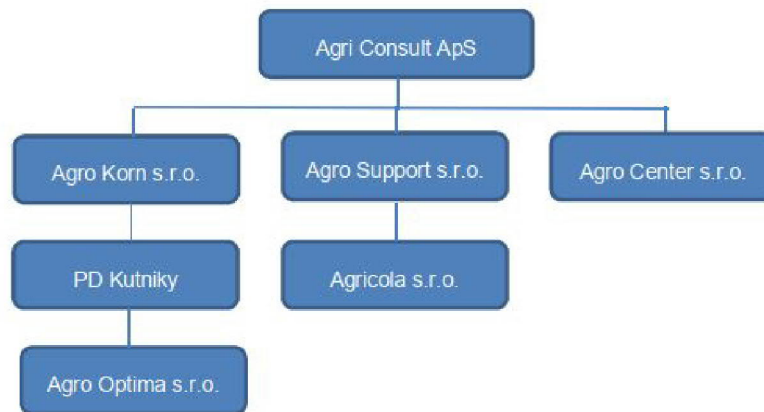 Agri Consult ApS
Agro Korn s.r.o.
Agro Support s.r.o.
Agro Center s.r.o.
PD Kutniky
Agricola s.r.o.
Agro Optima s.r.o.